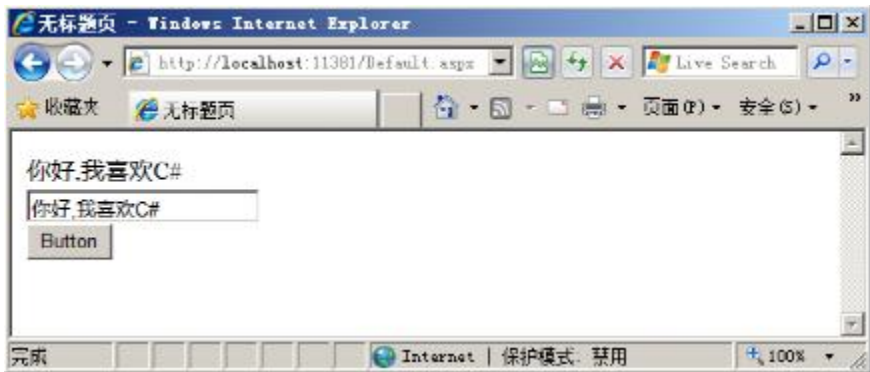 无标题页 - Windows Internet Explorer
http://localhost:11381/Default.aspx
Live Search
收藏夹
无标题页
页面(P)
安全(S)
»
你好,我喜欢C#
你好,我喜欢C#
Button
完成
Internet | 保护模式: 禁用
100%